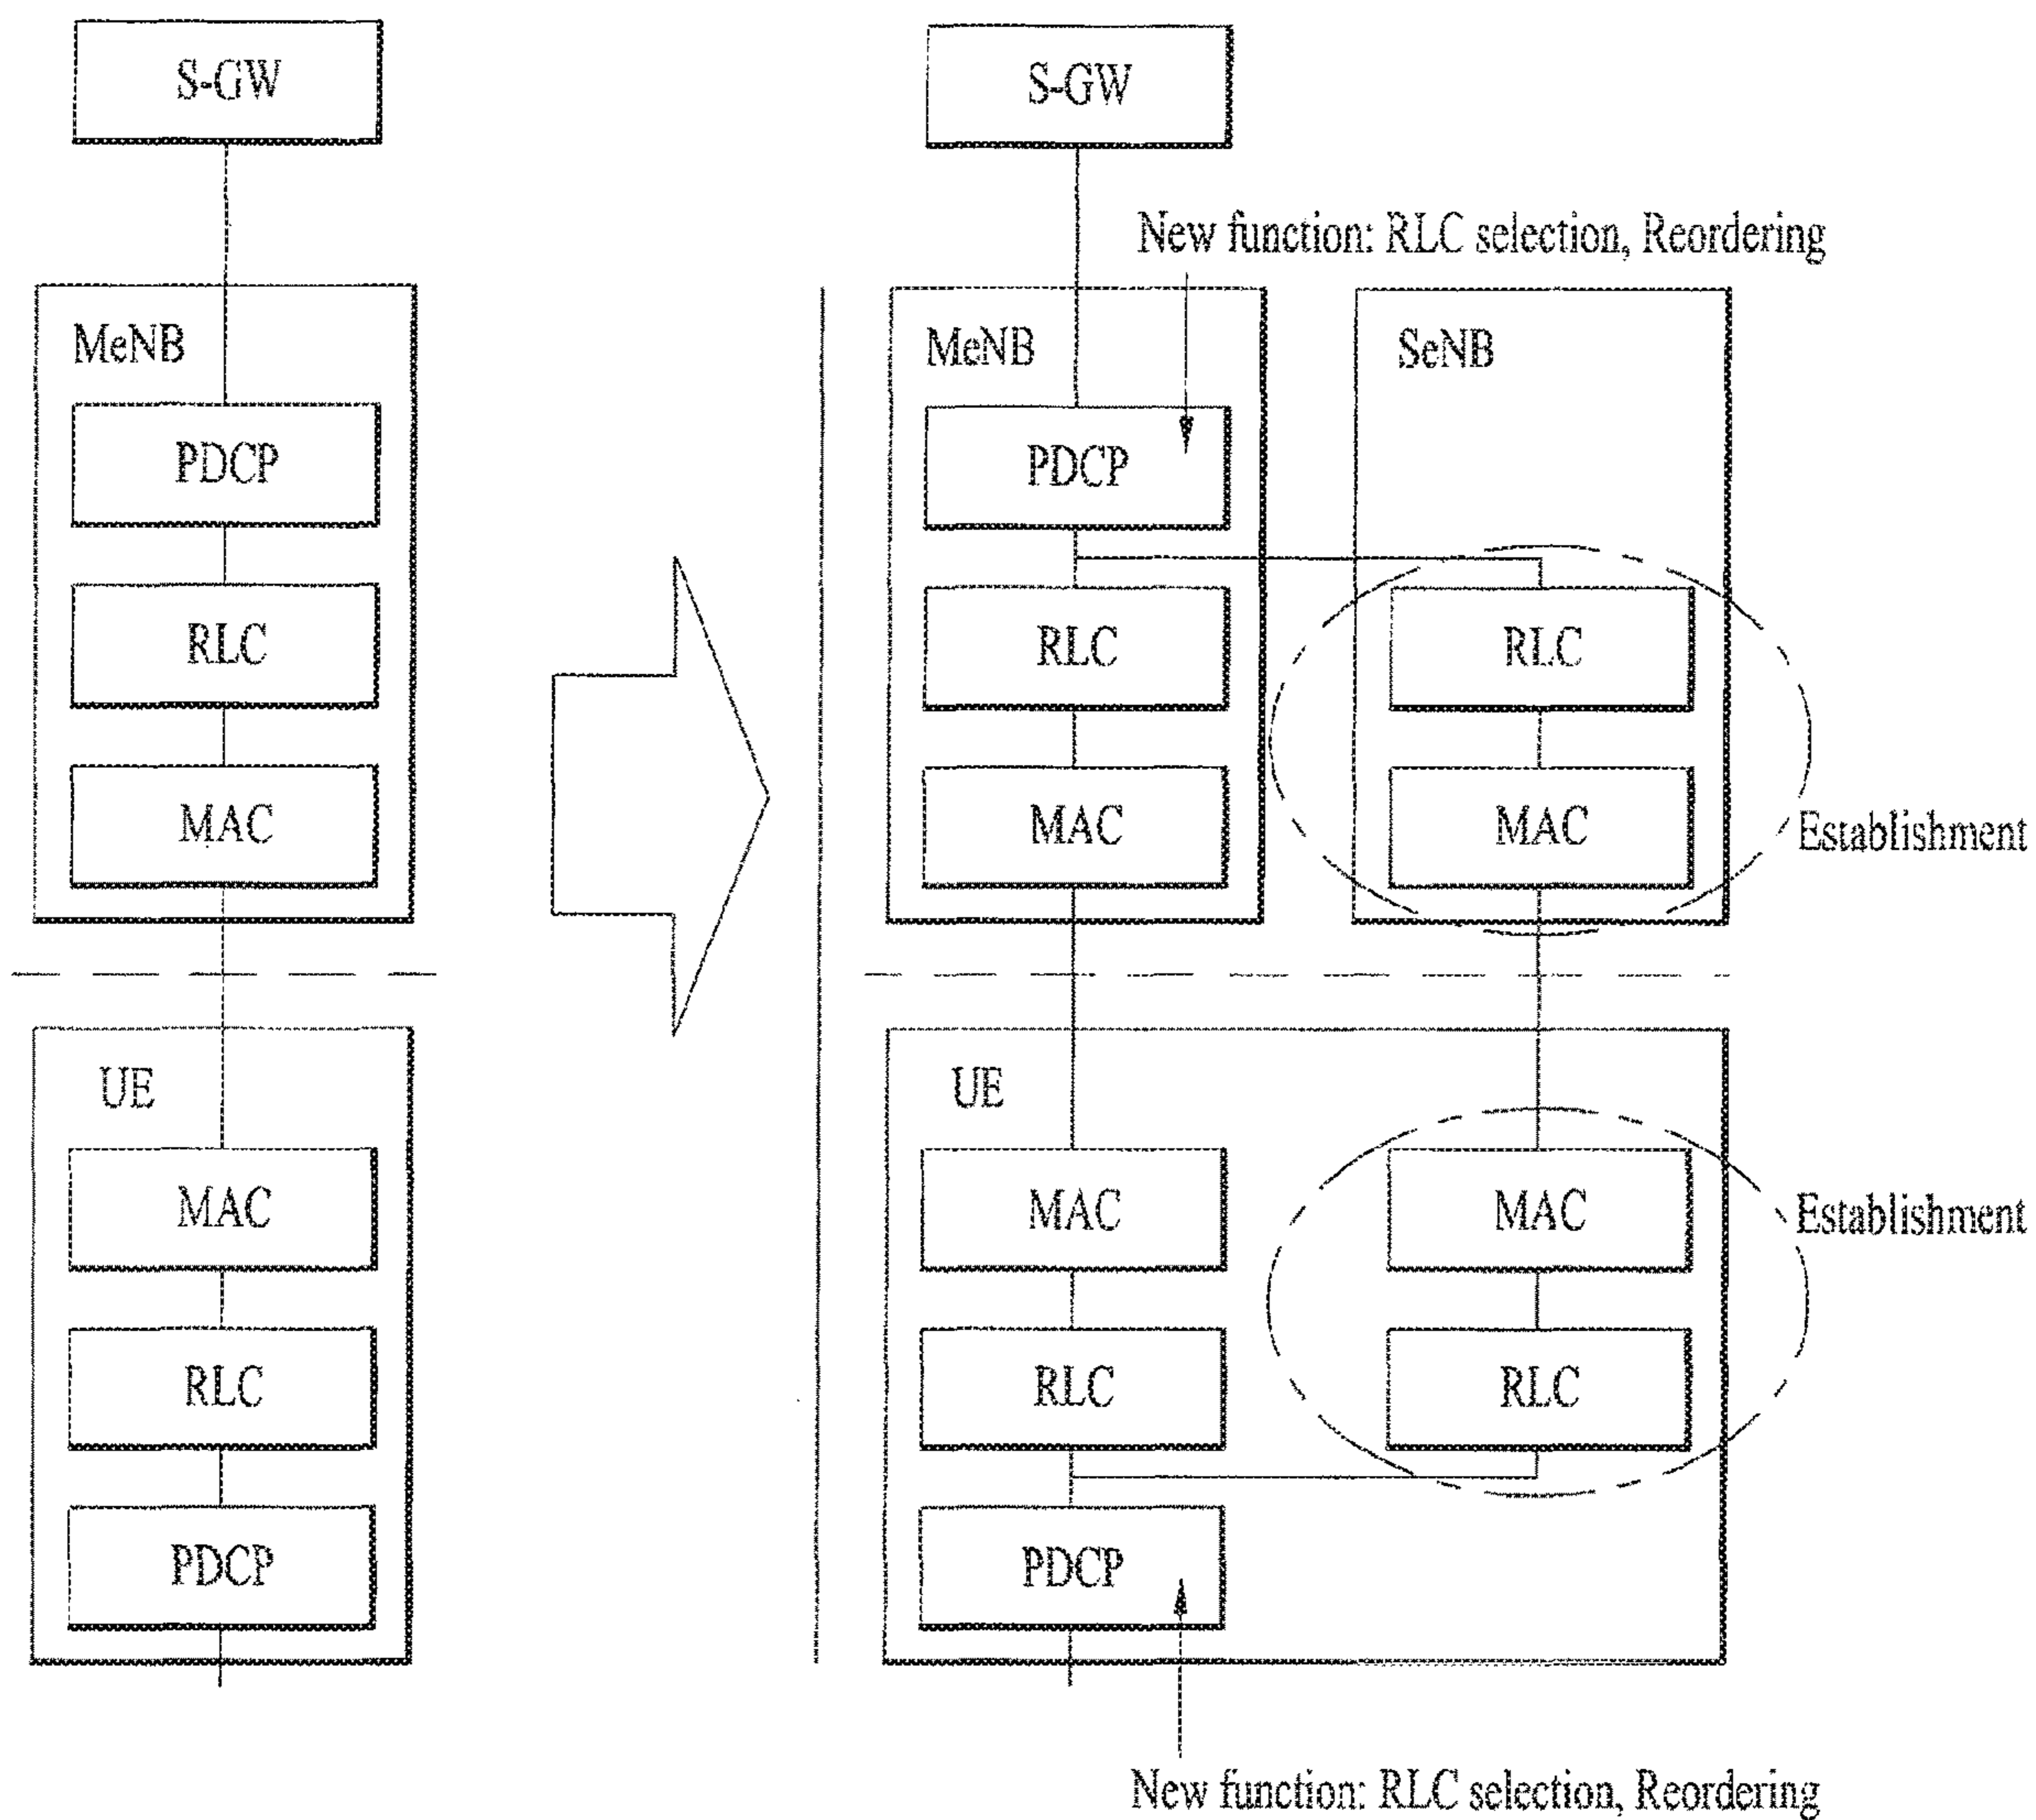 S-GW
MeNB
PDCP
RLC
MAC
UE
MAC
RLC
PDCP
S-GW
New function: RLC selection, Reordering
MeNB
SeNB
PDCP
RLC
RLC
MAC
MAC
Establishment
UE
MAC
MAC
Establishment
RLC
RLC
PDCP
New function: RLC selection, Reordering